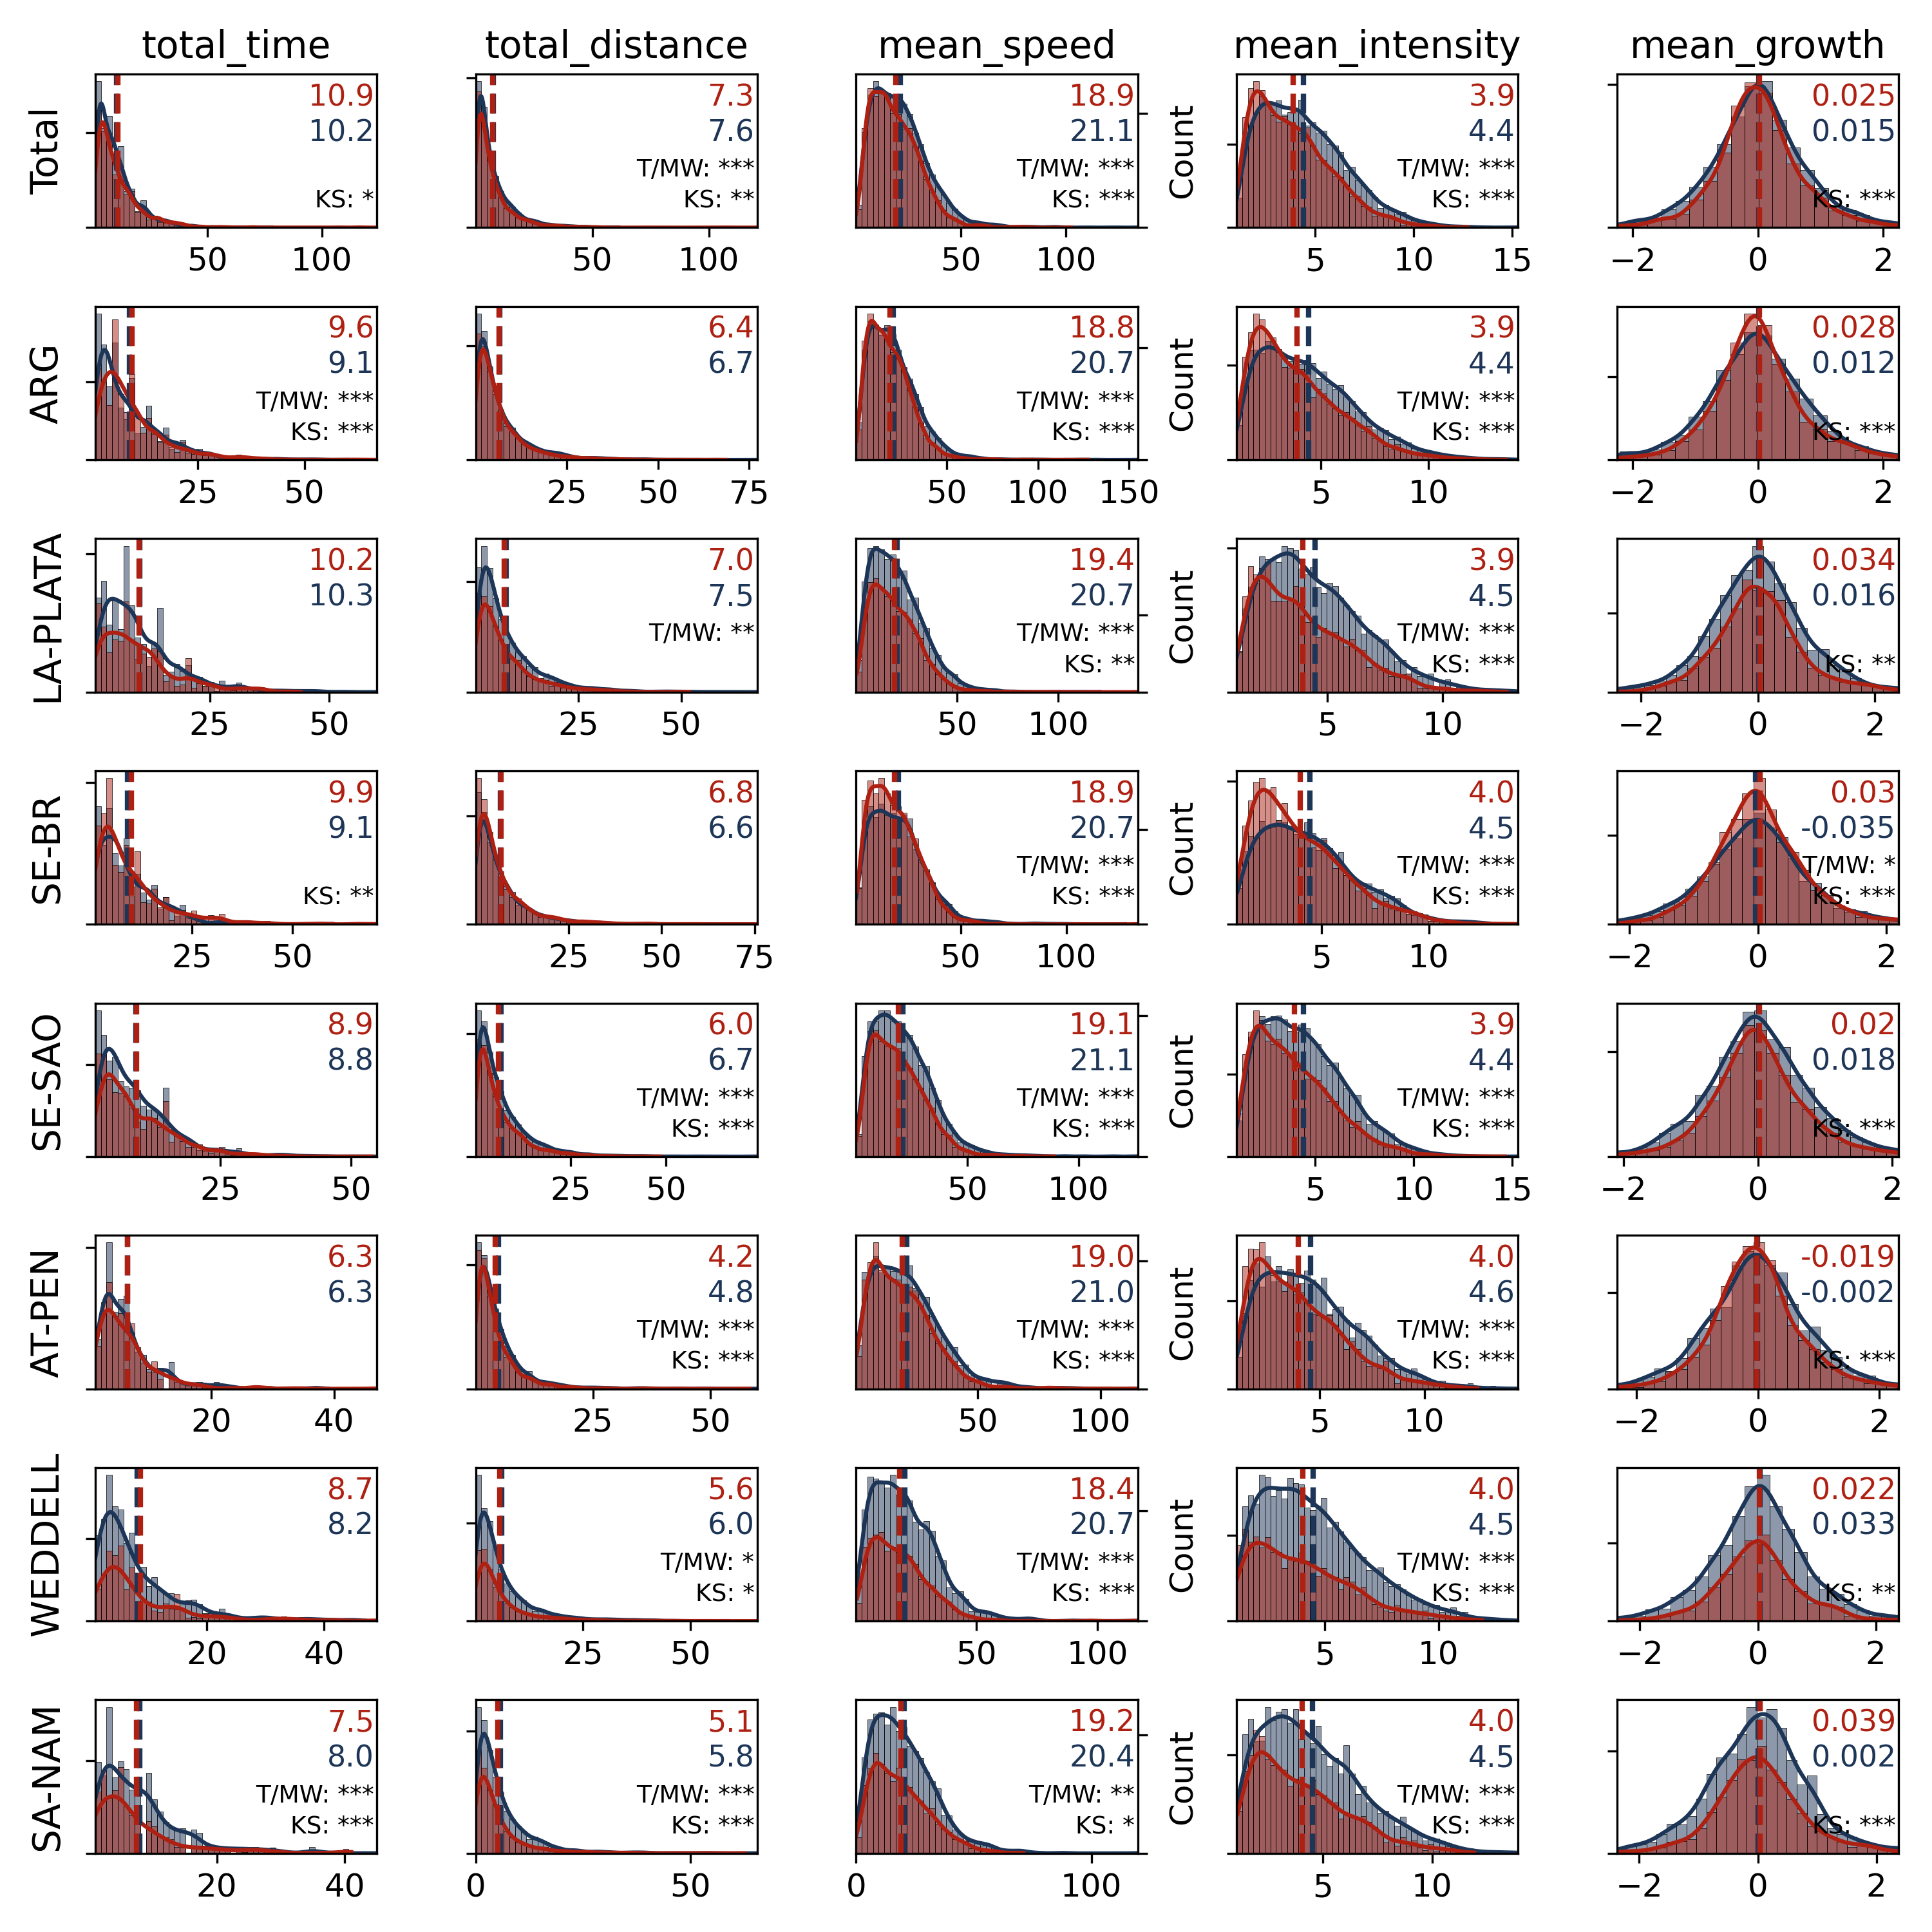 total_time total_distance mean_speed mean_intensity mean_growth
Total
10.9
10.2
KS: *
50 100
7.3
7.6
T/MW: ***
KS: **
50 100
18.9
21.1
T/MW: ***
KS: ***
50 100
Count
3.9
4.4
T/MW: ***
KS: ***
5 10 15
0.025
0.015
KS: ***
−2 0 2
ARG
9.6
9.1
T/MW: ***
KS: ***
25 50
6.4
6.7
25 50 75
18.8
20.7
T/MW: ***
KS: ***
50 100 150
Count
3.9
4.4
T/MW: ***
KS: ***
5 10
0.028
0.012
KS: ***
−2 0 2
LA-PLATA
10.2
10.3
25 50
7.0
7.5
T/MW: **
25 50
19.4
20.7
T/MW: ***
KS: **
50 100
Count
3.9
4.5
T/MW: ***
KS: ***
5 10
0.034
0.016
KS: **
−2 0 2
SE-BR
9.9
9.1
KS: **
25 50
6.8
6.6
25 50 75
18.9
20.7
T/MW: ***
KS: ***
50 100
Count
4.0
4.5
T/MW: ***
KS: ***
5 10
0.03
-0.035
T/MW: *
KS: ***
−2 0 2
SE-SAO
8.9
8.8
25 50
6.0
6.7
T/MW: ***
KS: ***
25 50
19.1
21.1
T/MW: ***
KS: ***
50 100
Count
3.9
4.4
T/MW: ***
KS: ***
5 10 15
0.02
0.018
KS: ***
−2 0 2
AT-PEN
6.3
6.3
20 40
4.2
4.8
T/MW: ***
KS: ***
25 50
19.0
21.0
T/MW: ***
KS: ***
50 100
Count
4.0
4.6
T/MW: ***
KS: ***
5 10
-0.019
-0.002
KS: ***
−2 0 2
WEDDELL
8.7
8.2
20 40
5.6
6.0
T/MW: *
KS: *
25 50
18.4
20.7
T/MW: ***
KS: ***
50 100
Count
4.0
4.5
T/MW: ***
KS: ***
5 10
0.022
0.033
KS: **
−2 0 2
SA-NAM
7.5
8.0
T/MW: ***
KS: ***
20 40
5.1
5.8
T/MW: ***
KS: ***
0 50
19.2
20.4
T/MW: **
KS: *
0 100
Count
4.0
4.5
T/MW: ***
KS: ***
5 10
0.039
0.002
KS: ***
−2 0 2